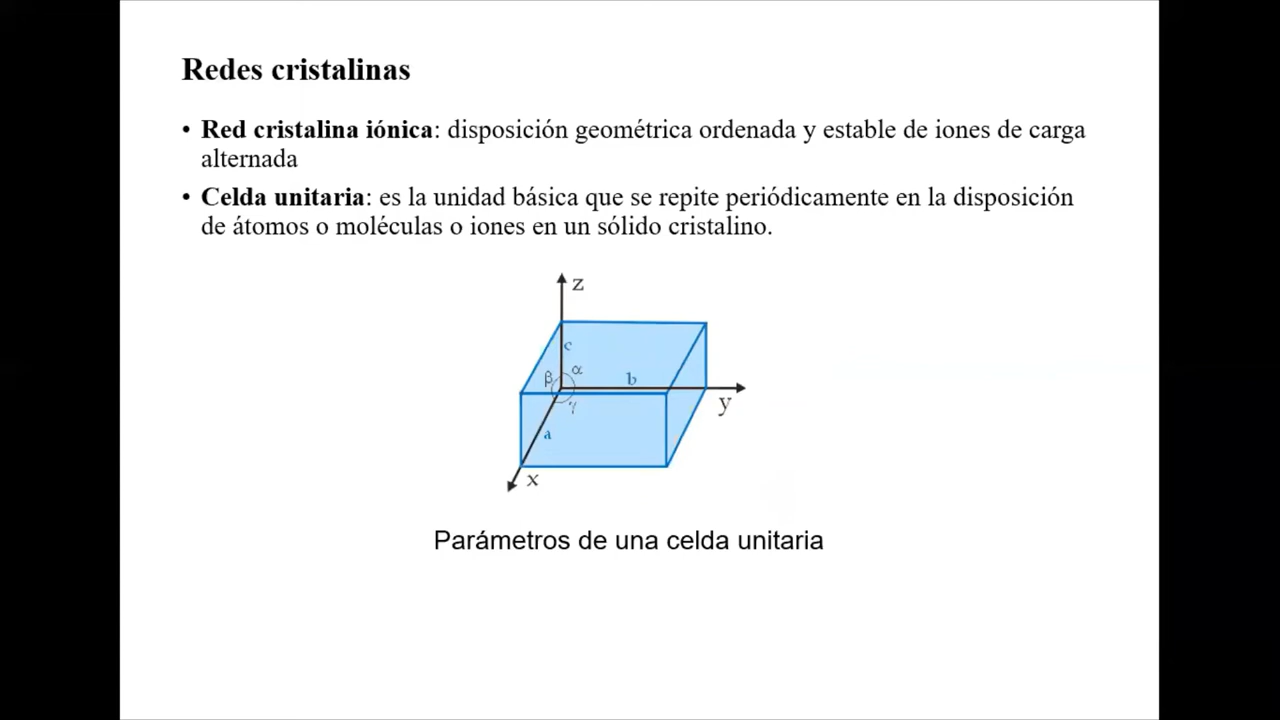 Redes cristalinas
• Red cristalina iónica: disposición geométrica ordenada y estable de iones de carga
alternada
• Celda unitaria: es la unidad básica que se repite periódicamente en la disposición
de átomos o moléculas o iones en un sólido cristalino.
z
c
β α b
y
γ
a
x
Parámetros de una celda unitaria